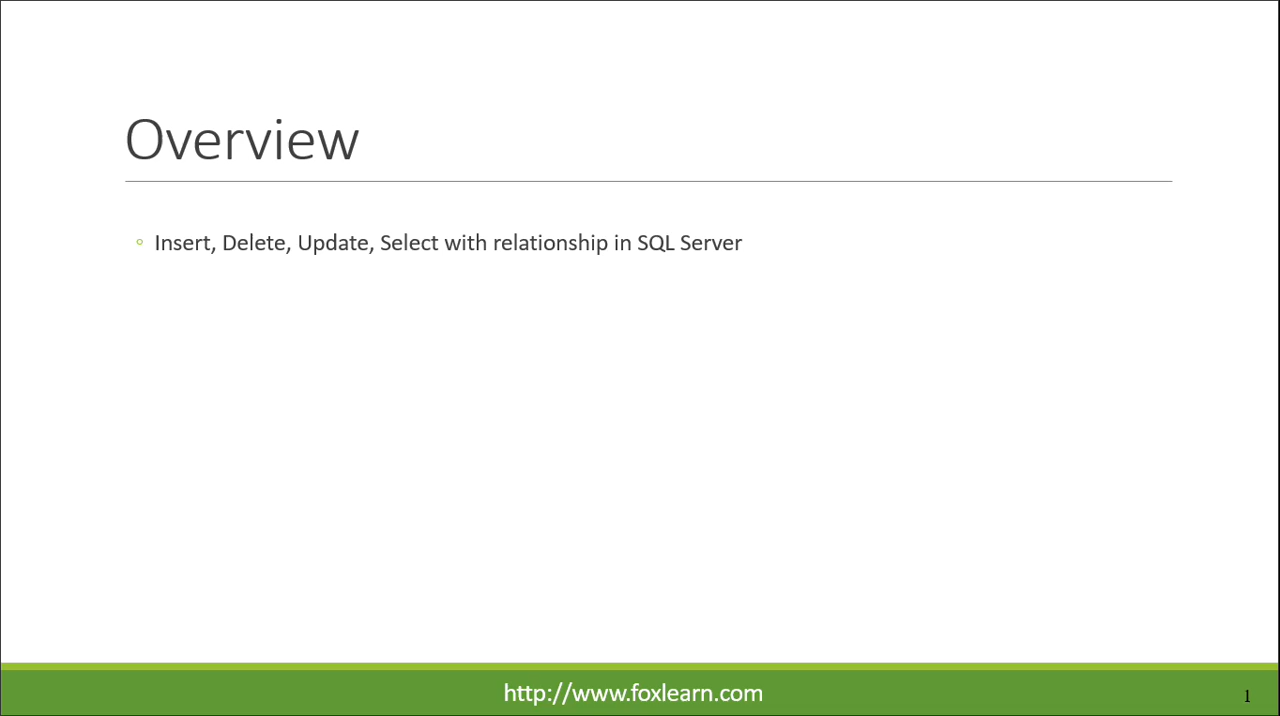 Overview
Insert, Delete, Update, Select with relationship in SQL Server
http://www.foxlearn.com
1